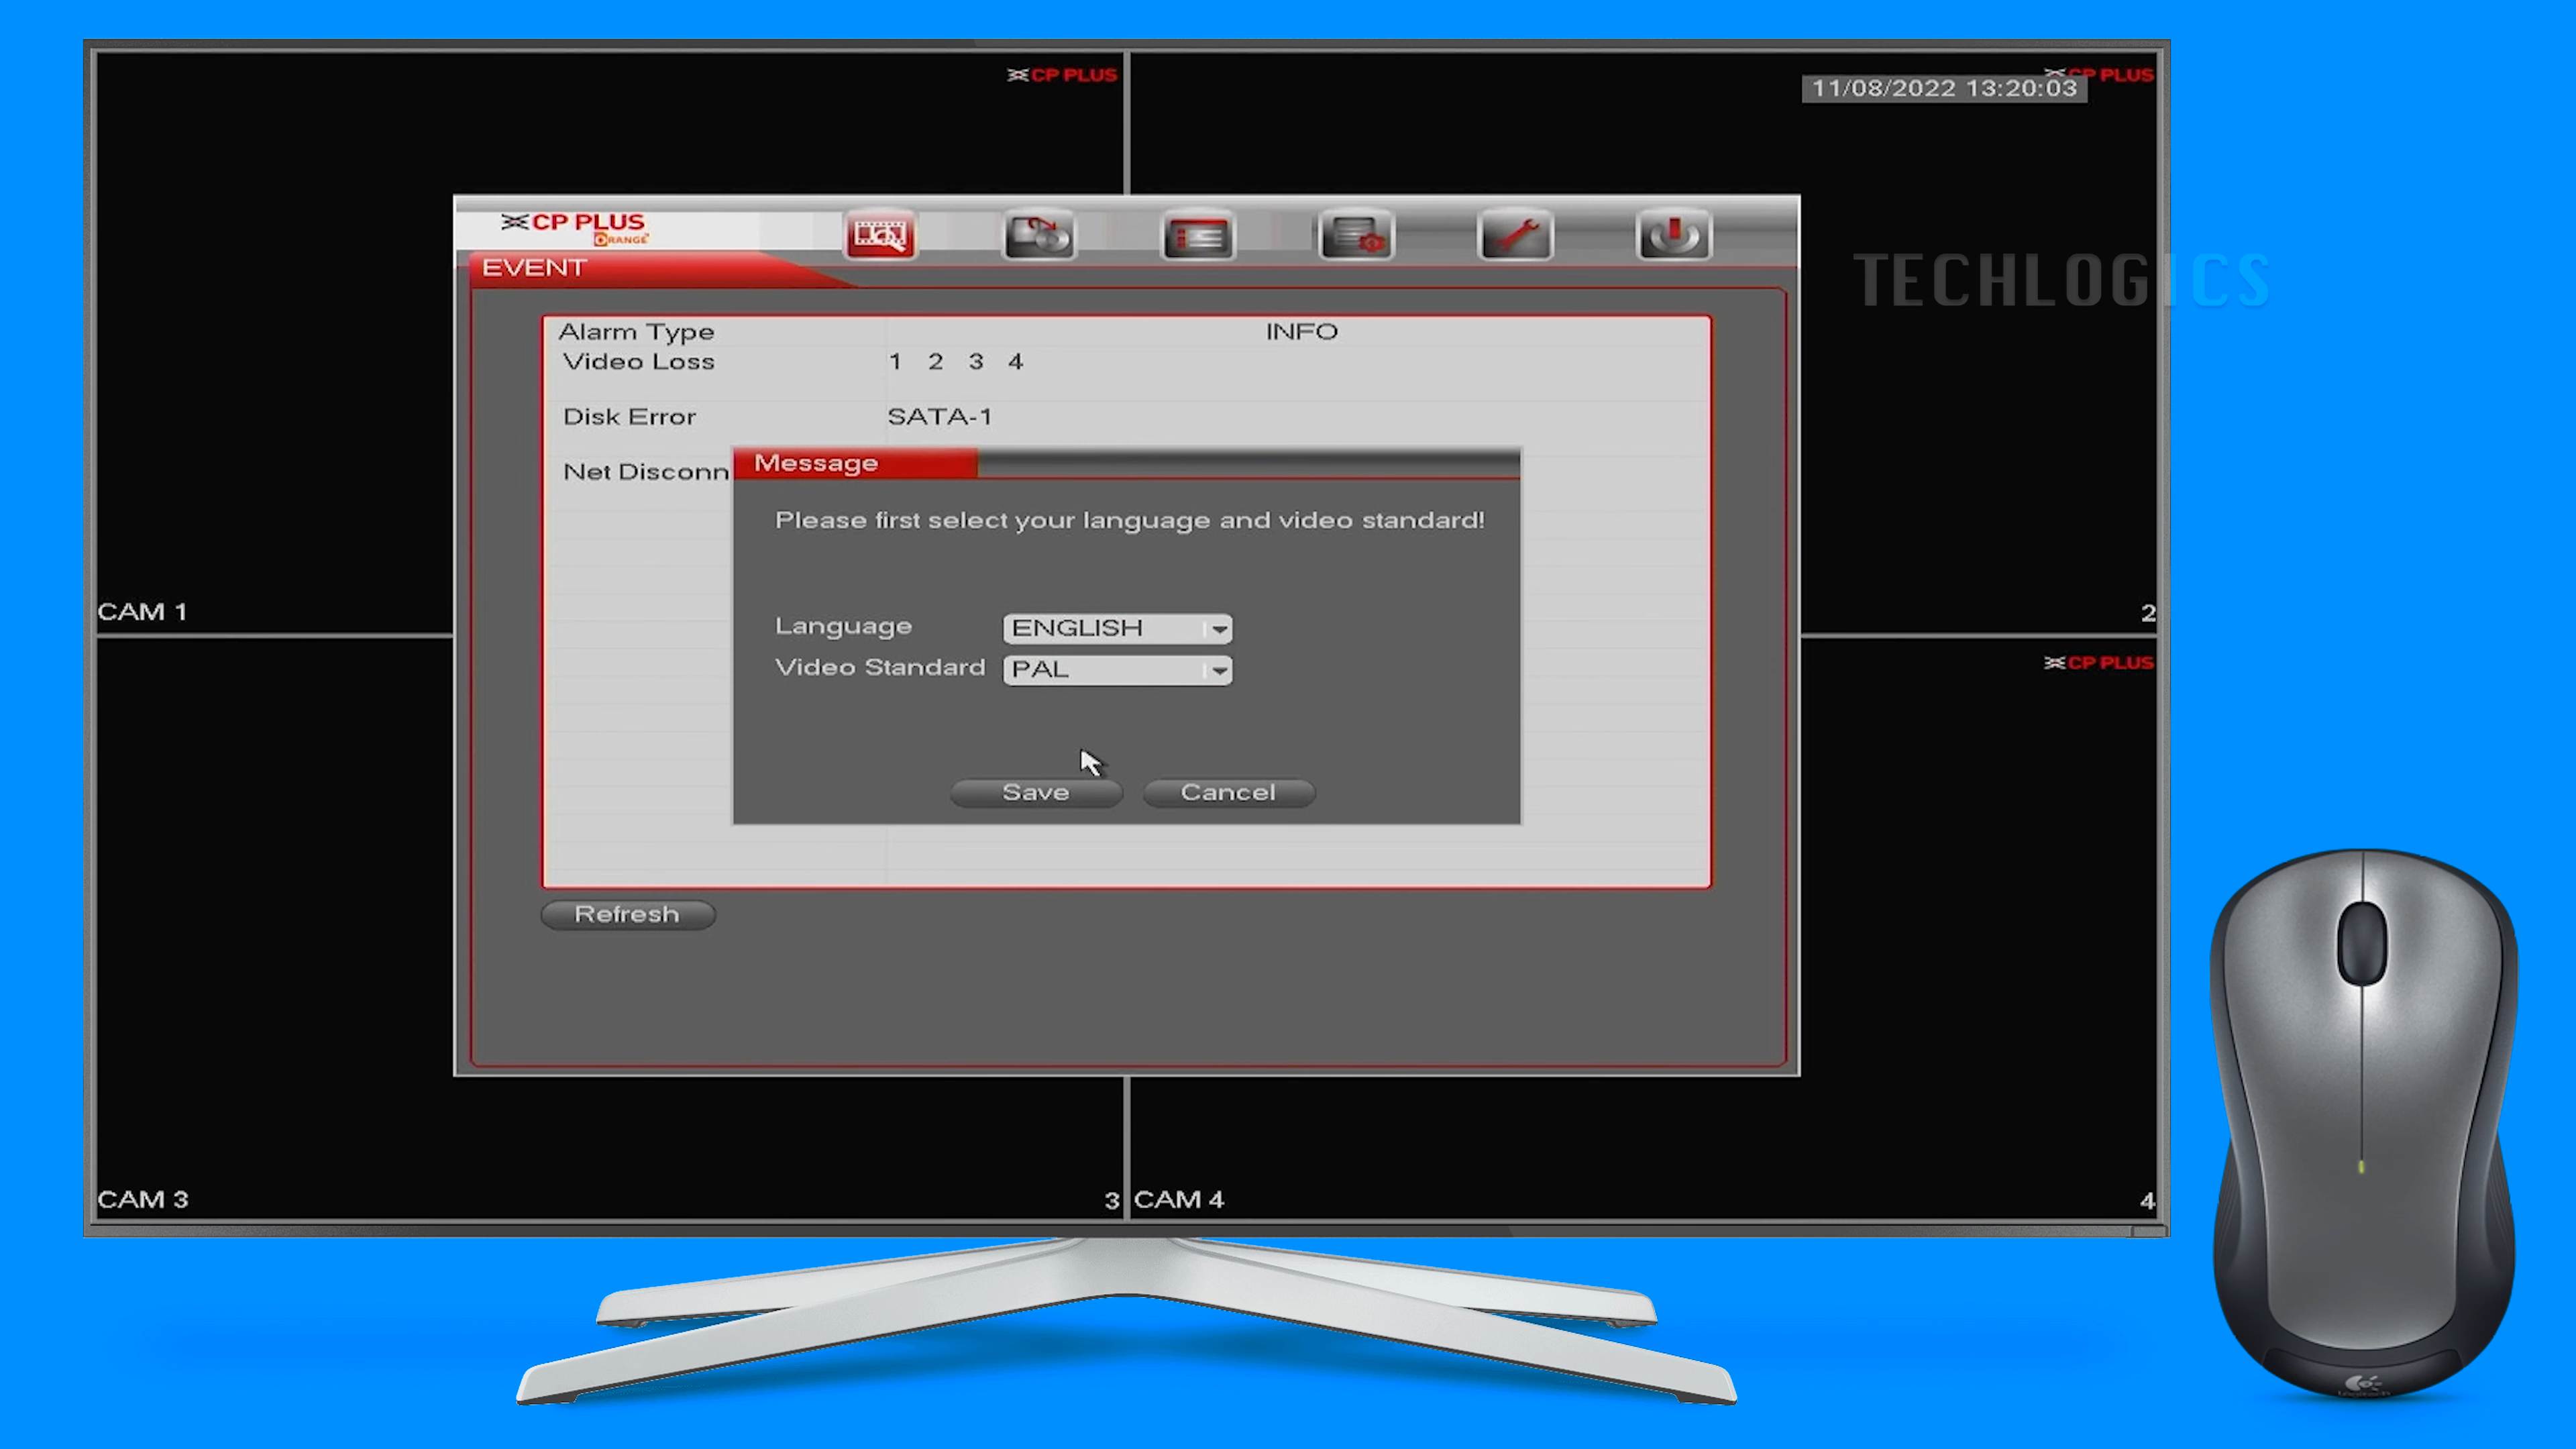 CP PLUS
CP PLUS
11/08/2022 13:20:03
CP PLUS
ORANGE
EVENT
TECHLOGICS
Alarm Type INFO
Video Loss 1 2 3 4
Disk Error SATA-1
Net Disconn
Message
Please first select your language and video standard!
Language ENGLISH
Video Standard PAL
Save Cancel
CAM 1
2
CP PLUS
Refresh
CAM 3
3
CAM 4
4